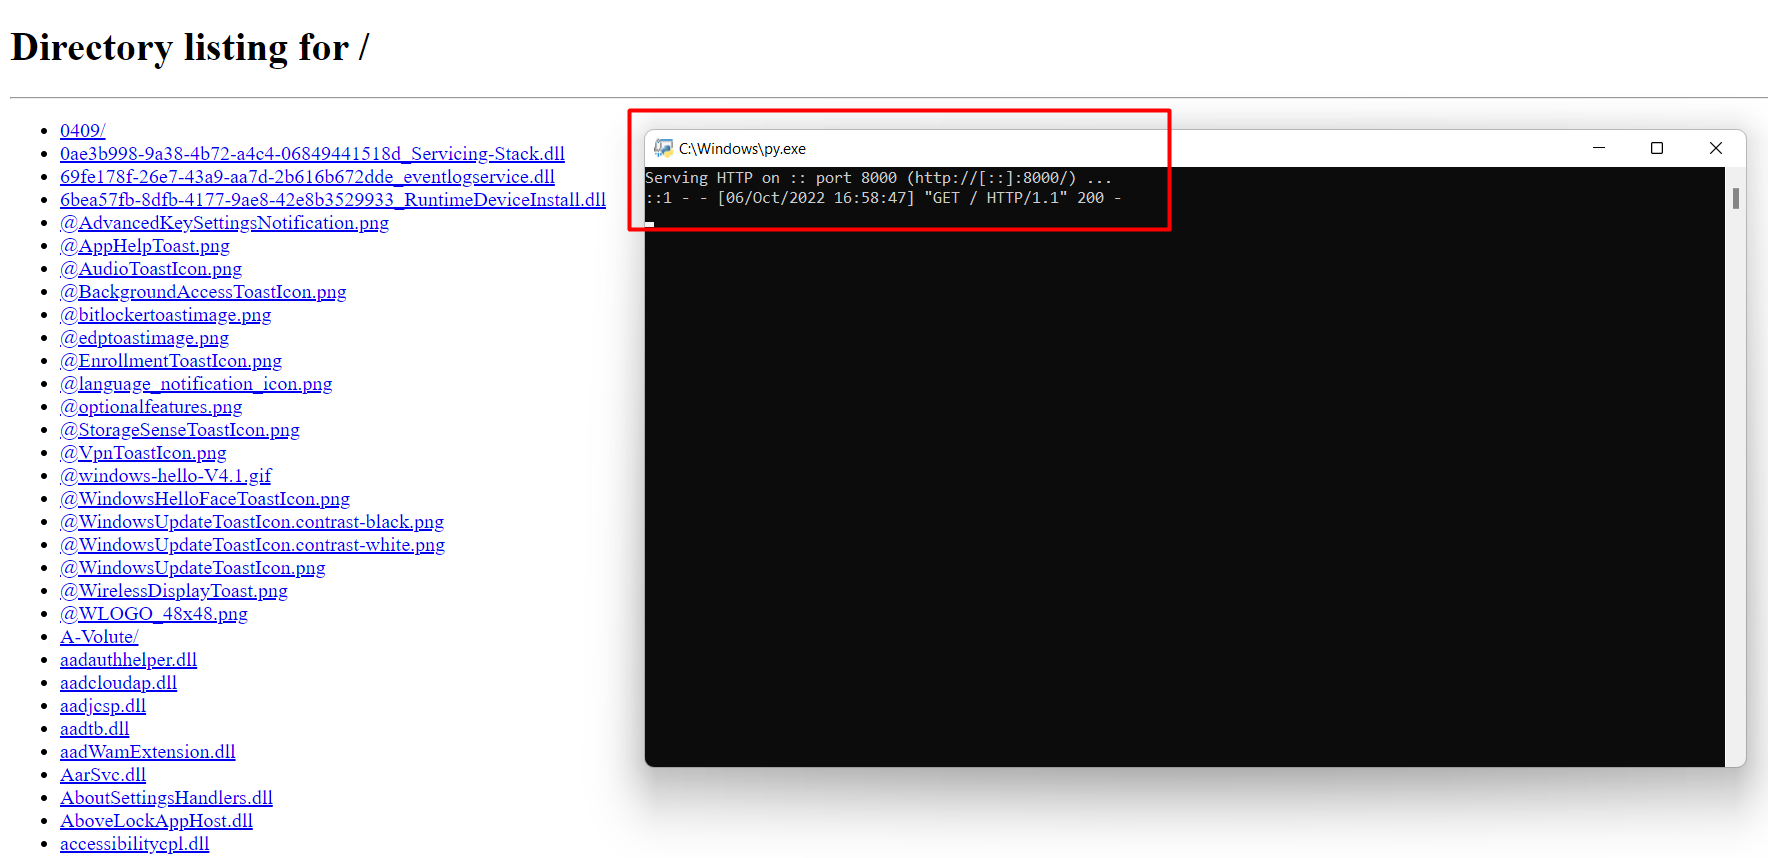 Directory listing for /
0409/
0ae3b998-9a38-4b72-a4c4-06849441518d_Servicing-Stack.dll
69fe178f-26e7-43a9-aa7d-2b616b672dde_eventlogservice.dll
6bea57fb-8dfb-4177-9ae8-42e8b3529933_RuntimeDeviceInstall.dll
@AdvancedKeySettingsNotification.png
@AppHelpToast.png
@AudioToastIcon.png
@BackgroundAccessToastIcon.png
@bitlockertoastimage.png
@edptoastimage.png
@EnrollmentToastIcon.png
@language_notification_icon.png
@optionalfeatures.png
@StorageSenseToastIcon.png
@VpnToastIcon.png
@windows-hello-V4.1.gif
@WindowsHelloFaceToastIcon.png
@WindowsUpdateToastIcon.contrast-black.png
@WindowsUpdateToastIcon.contrast-white.png
@WindowsUpdateToastIcon.png
@WirelessDisplayToast.png
@WLOGO_48x48.png
A-Volute/
aadauthhelper.dll
aadcloudap.dll
aadjcsp.dll
aadtb.dll
aadWamExtension.dll
AarSvc.dll
AboutSettingsHandlers.dll
AboveLockAppHost.dll
accessibilitycpl.dll
C:\Windows\py.exe
Serving HTTP on :: port 8000 (http://[::]:8000/) ...
::1 - - [06/Oct/2022 16:58:47] "GET / HTTP/1.1" 200 -